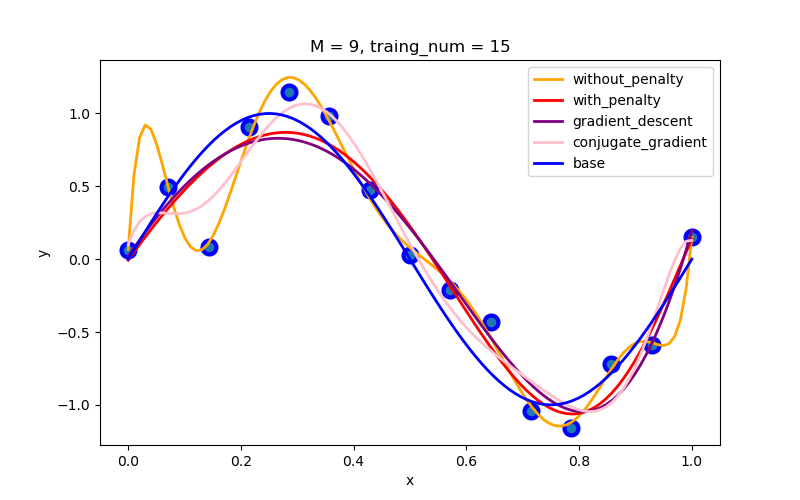 M = 9, traing_num = 15
without_penalty
with_penalty
gradient_descent
conjugate_gradient
base
y
1.0
0.5
0.0
−0.5
−1.0
0.0 0.2 0.4 0.6 0.8 1.0
x